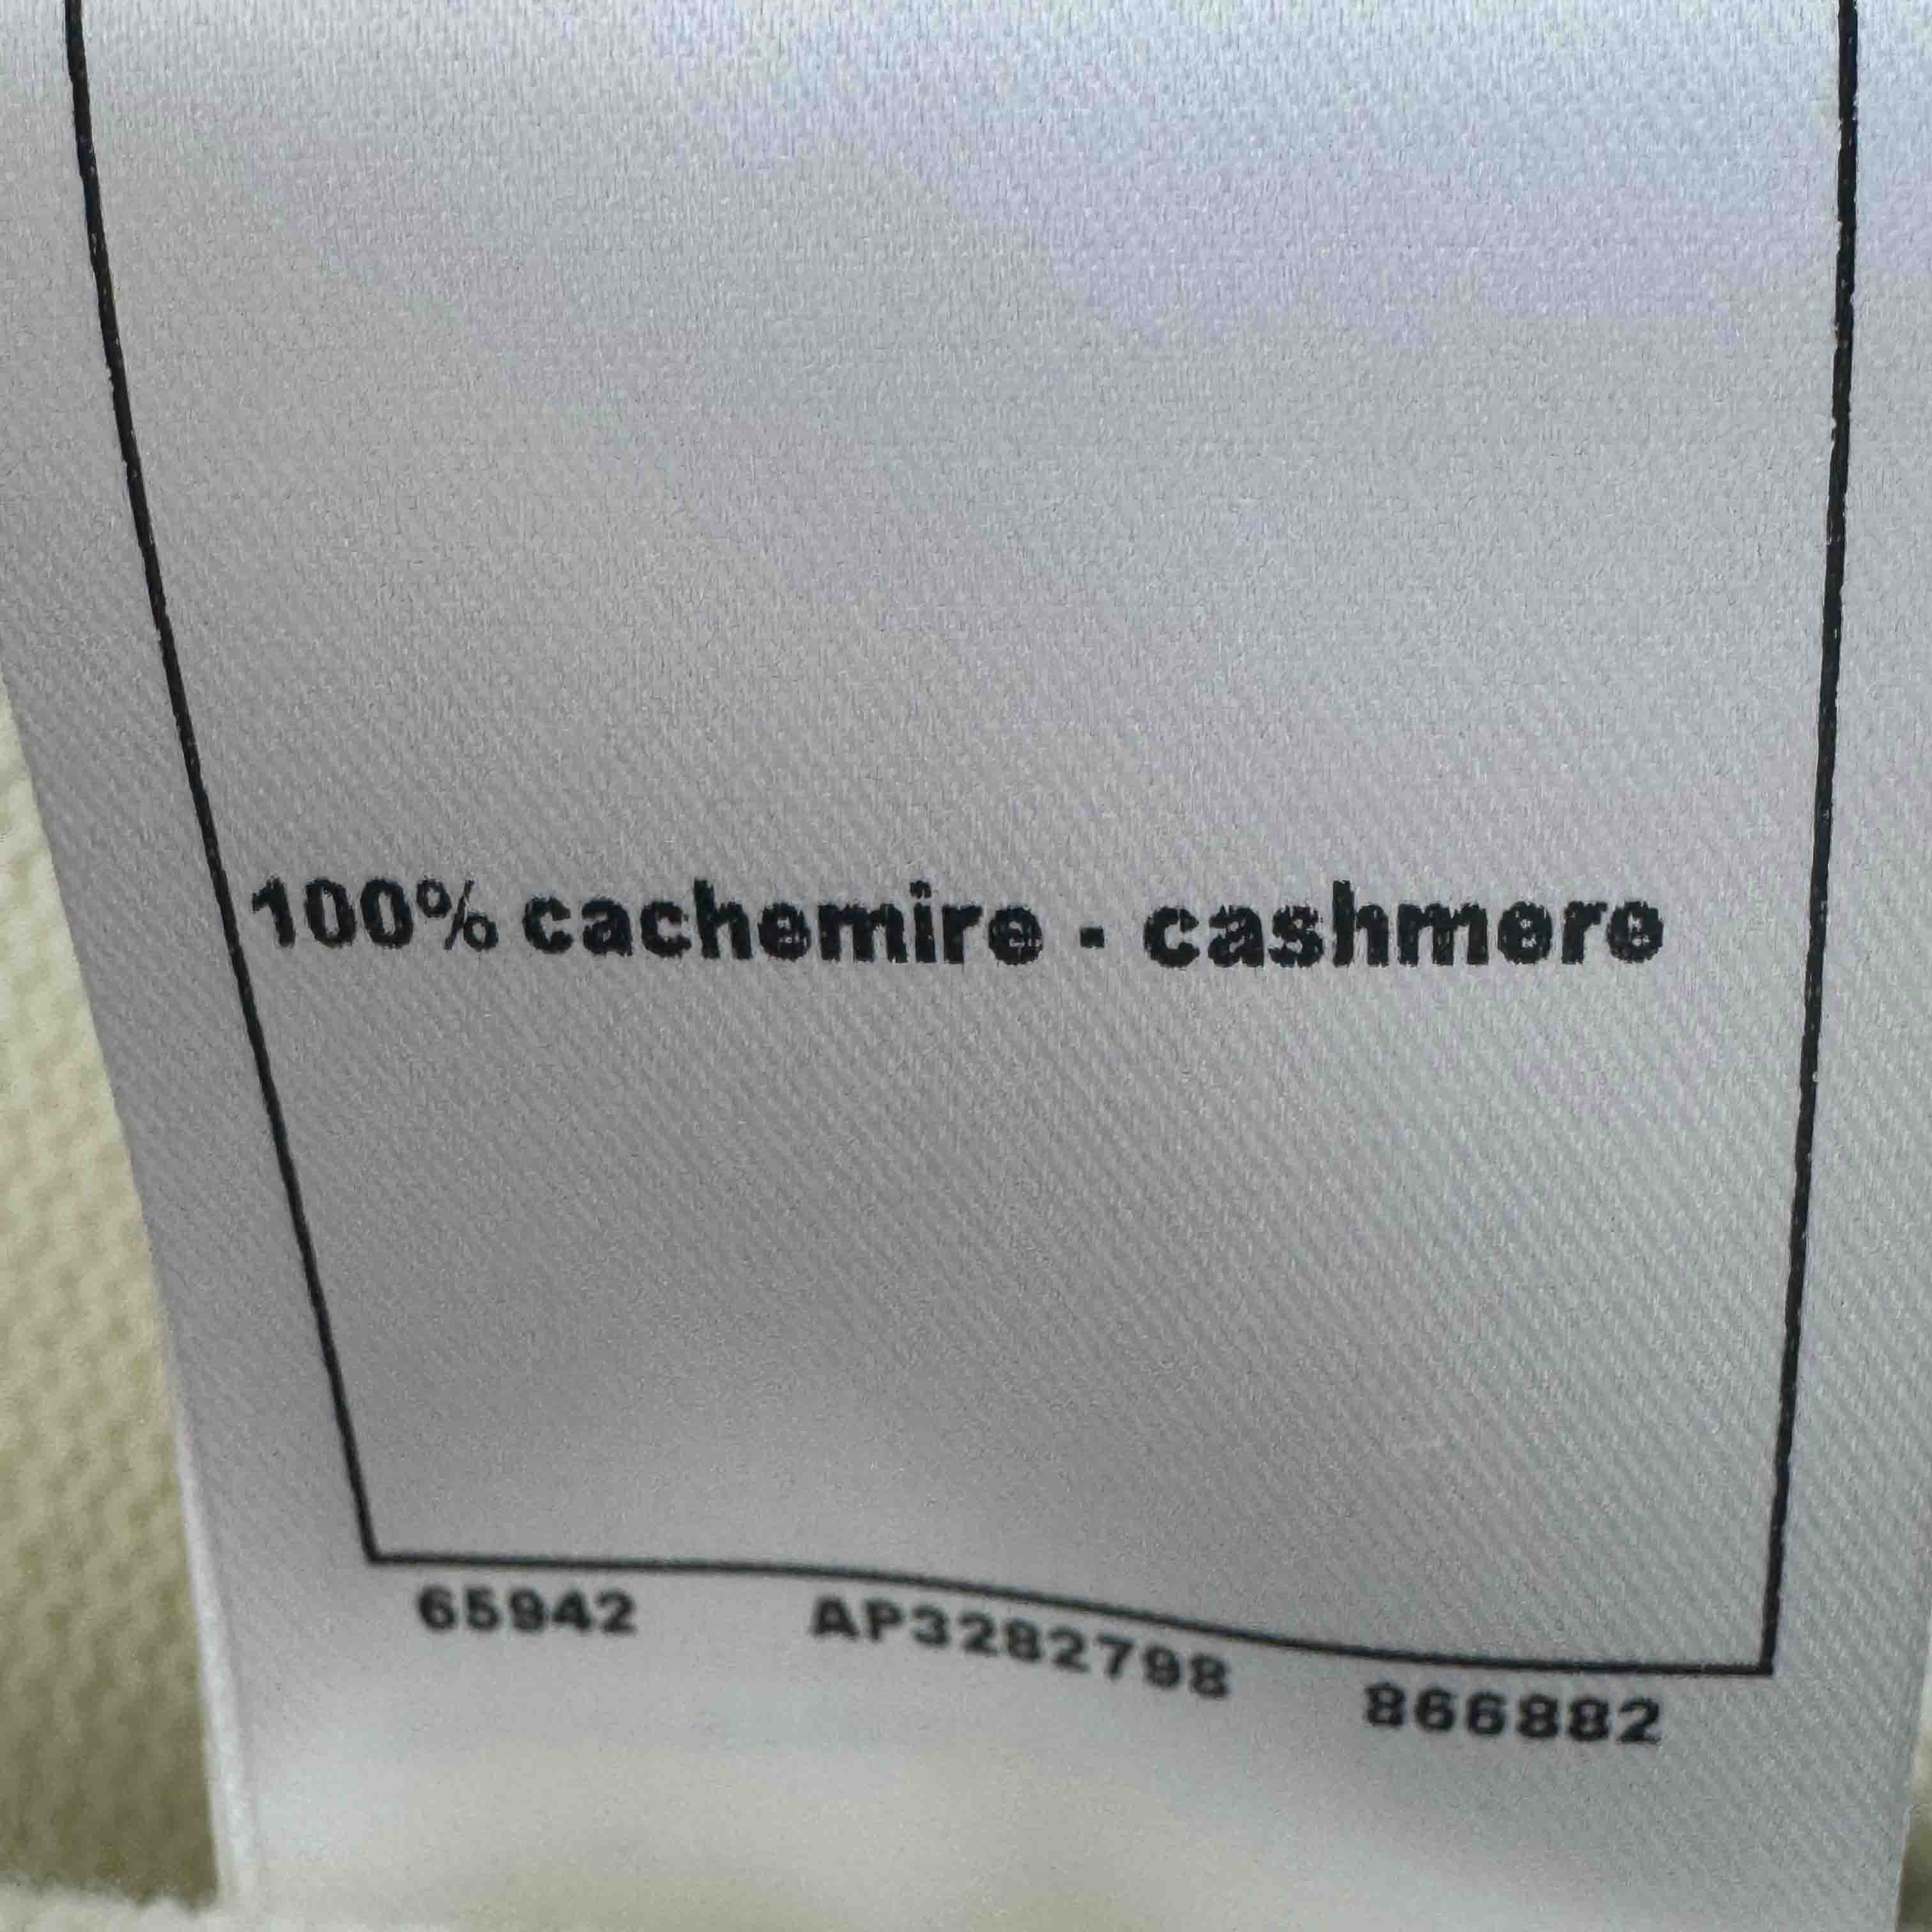 100% cachemire - cashmere
65942 AP3282798 866882